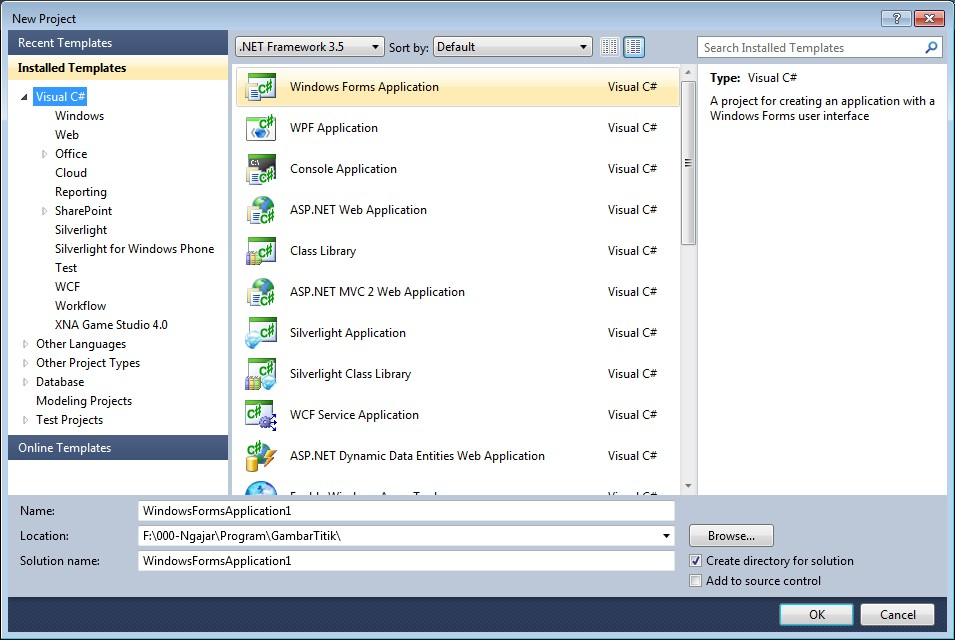 New Project
Recent Templates
.NET Framework 3.5 Sort by: Default Search Installed Templates
Installed Templates
Visual C#
Windows
Web
Office
Cloud
Reporting
SharePoint
Silverlight
Silverlight for Windows Phone
Test
WCF
Workflow
XNA Game Studio 4.0
Other Languages
Other Project Types
Database
Modeling Projects
Test Projects
Online Templates
Windows Forms Application Visual C#
WPF Application Visual C#
Console Application Visual C#
ASP.NET Web Application Visual C#
Class Library Visual C#
ASP.NET MVC 2 Web Application Visual C#
Silverlight Application Visual C#
Silverlight Class Library Visual C#
WCF Service Application Visual C#
ASP.NET Dynamic Data Entities Web Application Visual C#
Type: Visual C#
A project for creating an application with a
Windows Forms user interface
Name: WindowsFormsApplication1
Location: F:\000-Ngajar\Program\GambarTitik\ Browse...
Solution name: WindowsFormsApplication1
Create directory for solution
Add to source control
OK Cancel